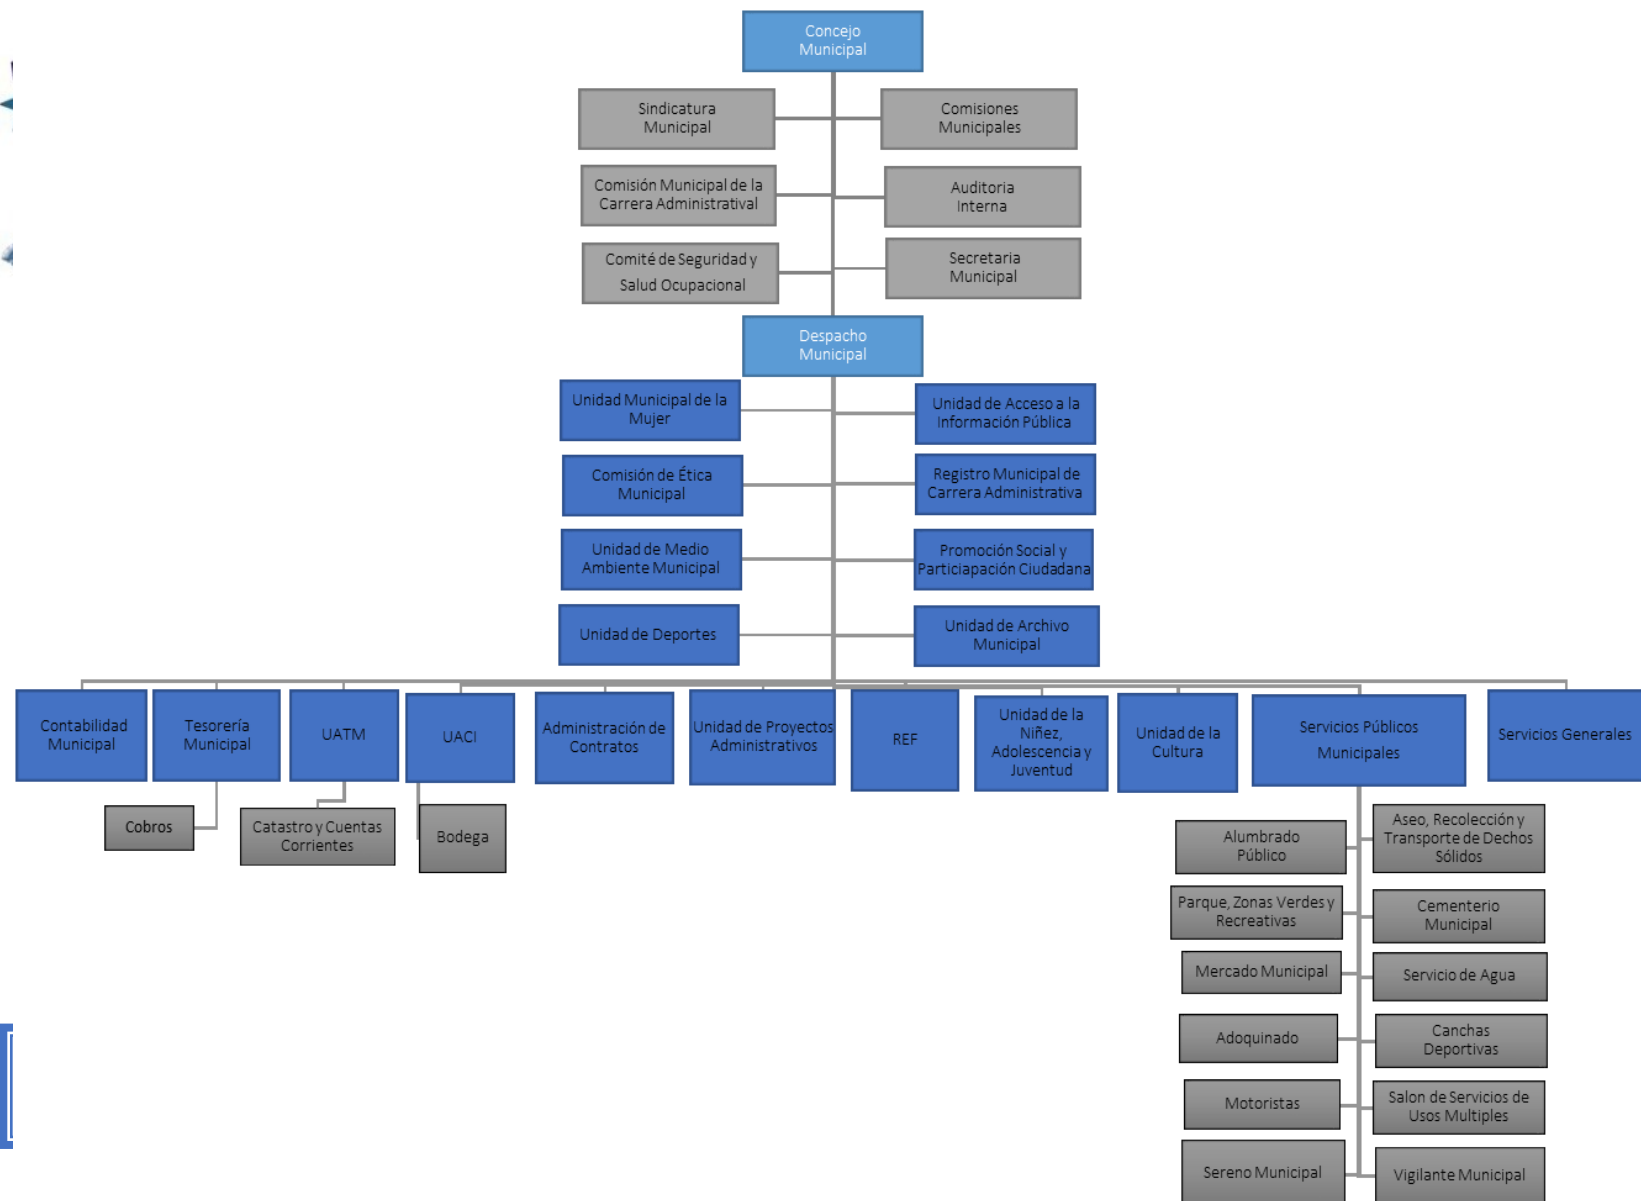 Concejo
Municipal
Sindicatura
Municipal
Comisiones
Municipales
Comisión Municipal de la
Carrera Administratival
Auditoria
Interna
Comité de Seguridad y
Salud Ocupacional
Secretaria
Municipal
Despacho
Municipal
Unidad Municipal de la
Mujer
Unidad de Acceso a la
Información Pública
Comisión de Ética
Municipal
Registro Municipal de
Carrera Administrativa
Unidad de Medio
Ambiente Municipal
Promoción Social y
Particiapación Ciudadana
Unidad de Deportes
Unidad de Archivo
Municipal
Contabilidad
Municipal
Tesorería
Municipal
UATM
UACI
Administración de
Contratos
Unidad de Proyectos
Administrativos
REF
Unidad de la
Niñez,
Adolescencia y
Juventud
Unidad de la
Cultura
Servicios Públicos
Municipales
Servicios Generales
Cobros
Catastro y Cuentas
Corrientes
Bodega
Alumbrado
Público
Aseo, Recolección y
Transporte de Dechos
Sólidos
Parque, Zonas Verdes y
Recreativas
Cementerio
Municipal
Mercado Municipal
Servicio de Agua
Adoquinado
Canchas
Deportivas
Motoristas
Salon de Servicios de
Usos Multiples
Sereno Municipal
Vigilante Municipal